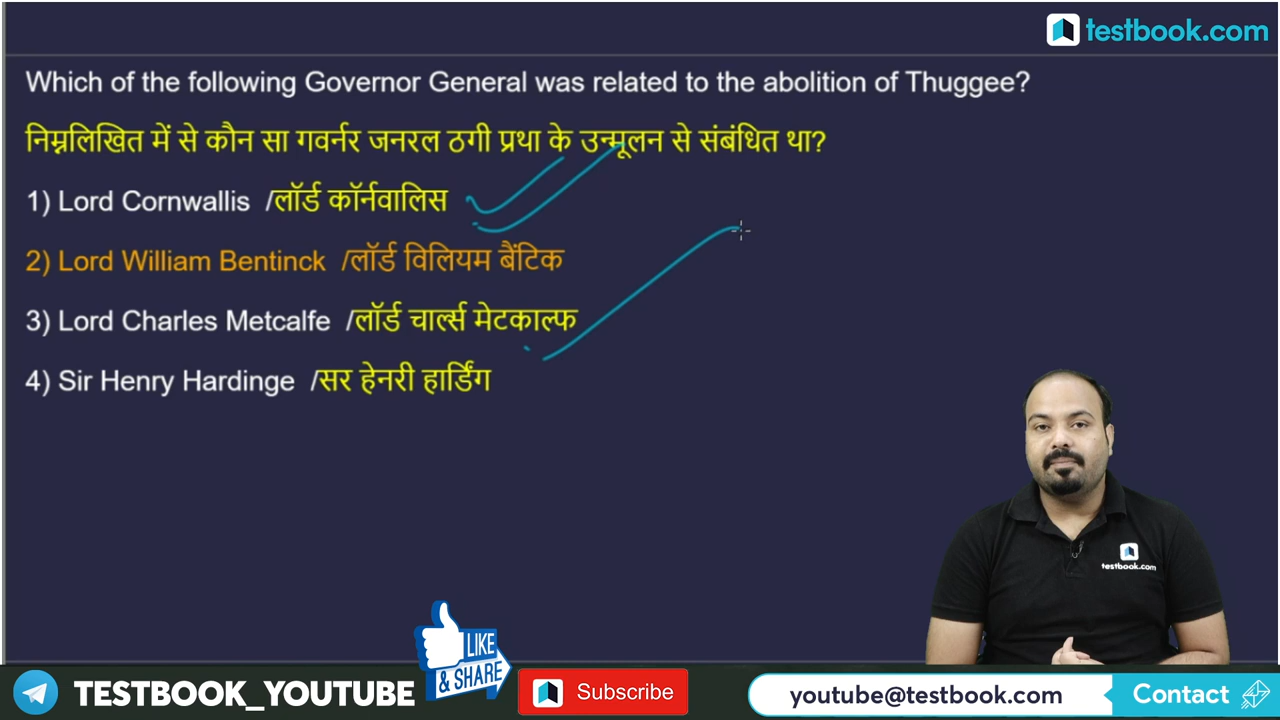 testbook.com
Which of the following Governor General was related to the abolition of Thuggee?
निम्नलिखित में से कौन सा गवर्नर जनरल ठगी प्रथा के उन्मूलन से संबंधित था?
1) Lord Cornwallis /लॉर्ड कॉर्नवालिस
2) Lord William Bentinck /लॉर्ड विलियम बैंटिक
3) Lord Charles Metcalfe /लॉर्ड चार्ल्स मेटकाल्फ
4) Sir Henry Hardinge /सर हेनरी हार्डिंग
testbook.com
LIKE
& SHARE
TESTBOOK_YOUTUBE
Subscribe
youtube@testbook.com
Contact